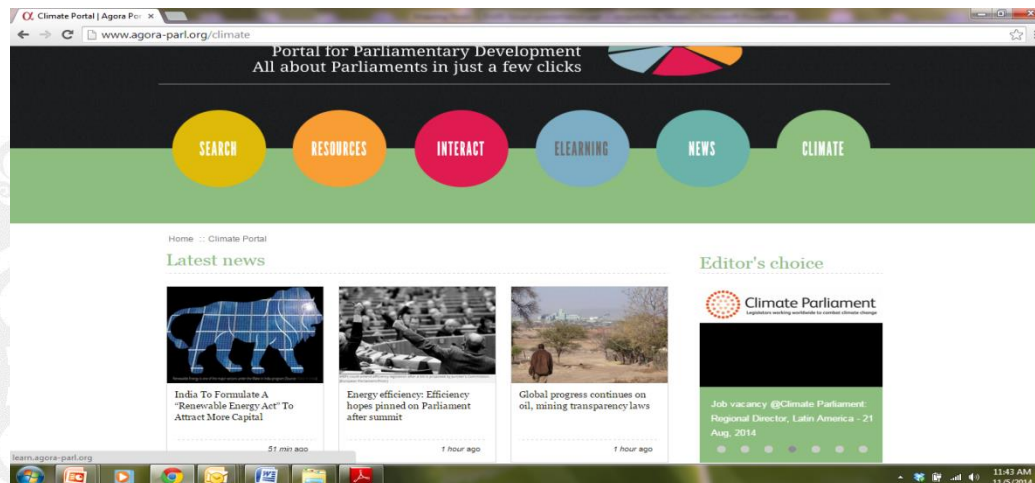 Climate Portal | Agora Por
www.agora-parl.org/climate
Portal for Parliamentary Development
All about Parliaments in just a few clicks
SEARCH
RESOURCES
INTERACT
ELEARNING
NEWS
CLIMATE
Home :: Climate Portal
Latest news
India To Formulate A
"Renewable Energy Act" To
Attract More Capital
51 min ago
Energy efficiency: Efficiency
hopes pinned on Parliament
after summit
1 hour ago
Global progress continues on
oil, mining transparency laws
1 hour ago
Editor's choice
Climate Parliament
Legislators working worldwide to combat climate change
Job vacancy @Climate Parliament:
Regional Director, Latin America - 21
Aug, 2014
learn.agora-parl.org
11:43 AM
11/5/2014